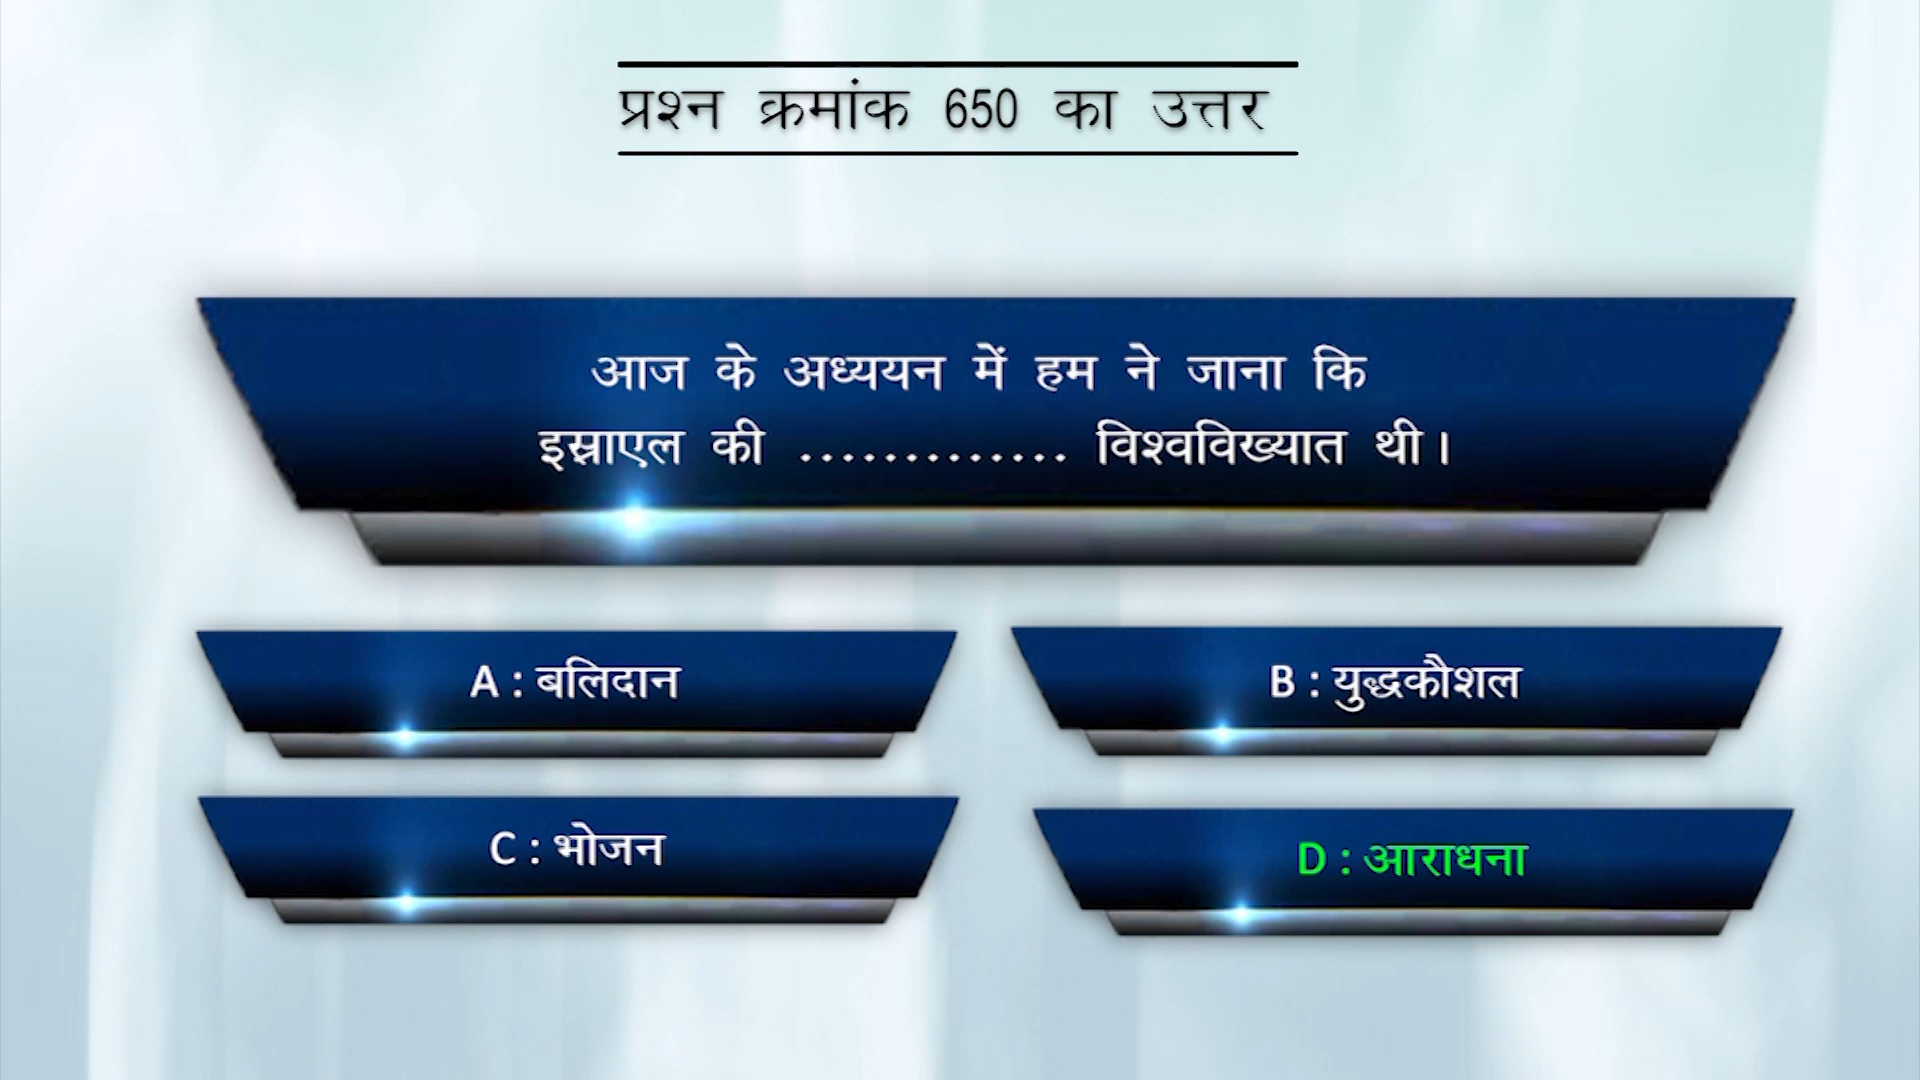 प्रश्न क्रमांक 650 का उत्तर
आज के अध्ययन में हम ने जाना कि
इस्राएल की ............. विश्वविख्यात थी।
A : बलिदान
B : युद्धकौशल
C : भोजन
D : आराधना